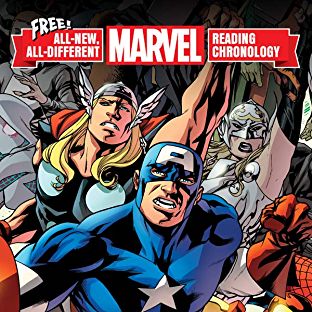 FREE!
ALL-NEW,
ALL-DIFFERENT
MARVEL
READING
CHRONOLOGY
A